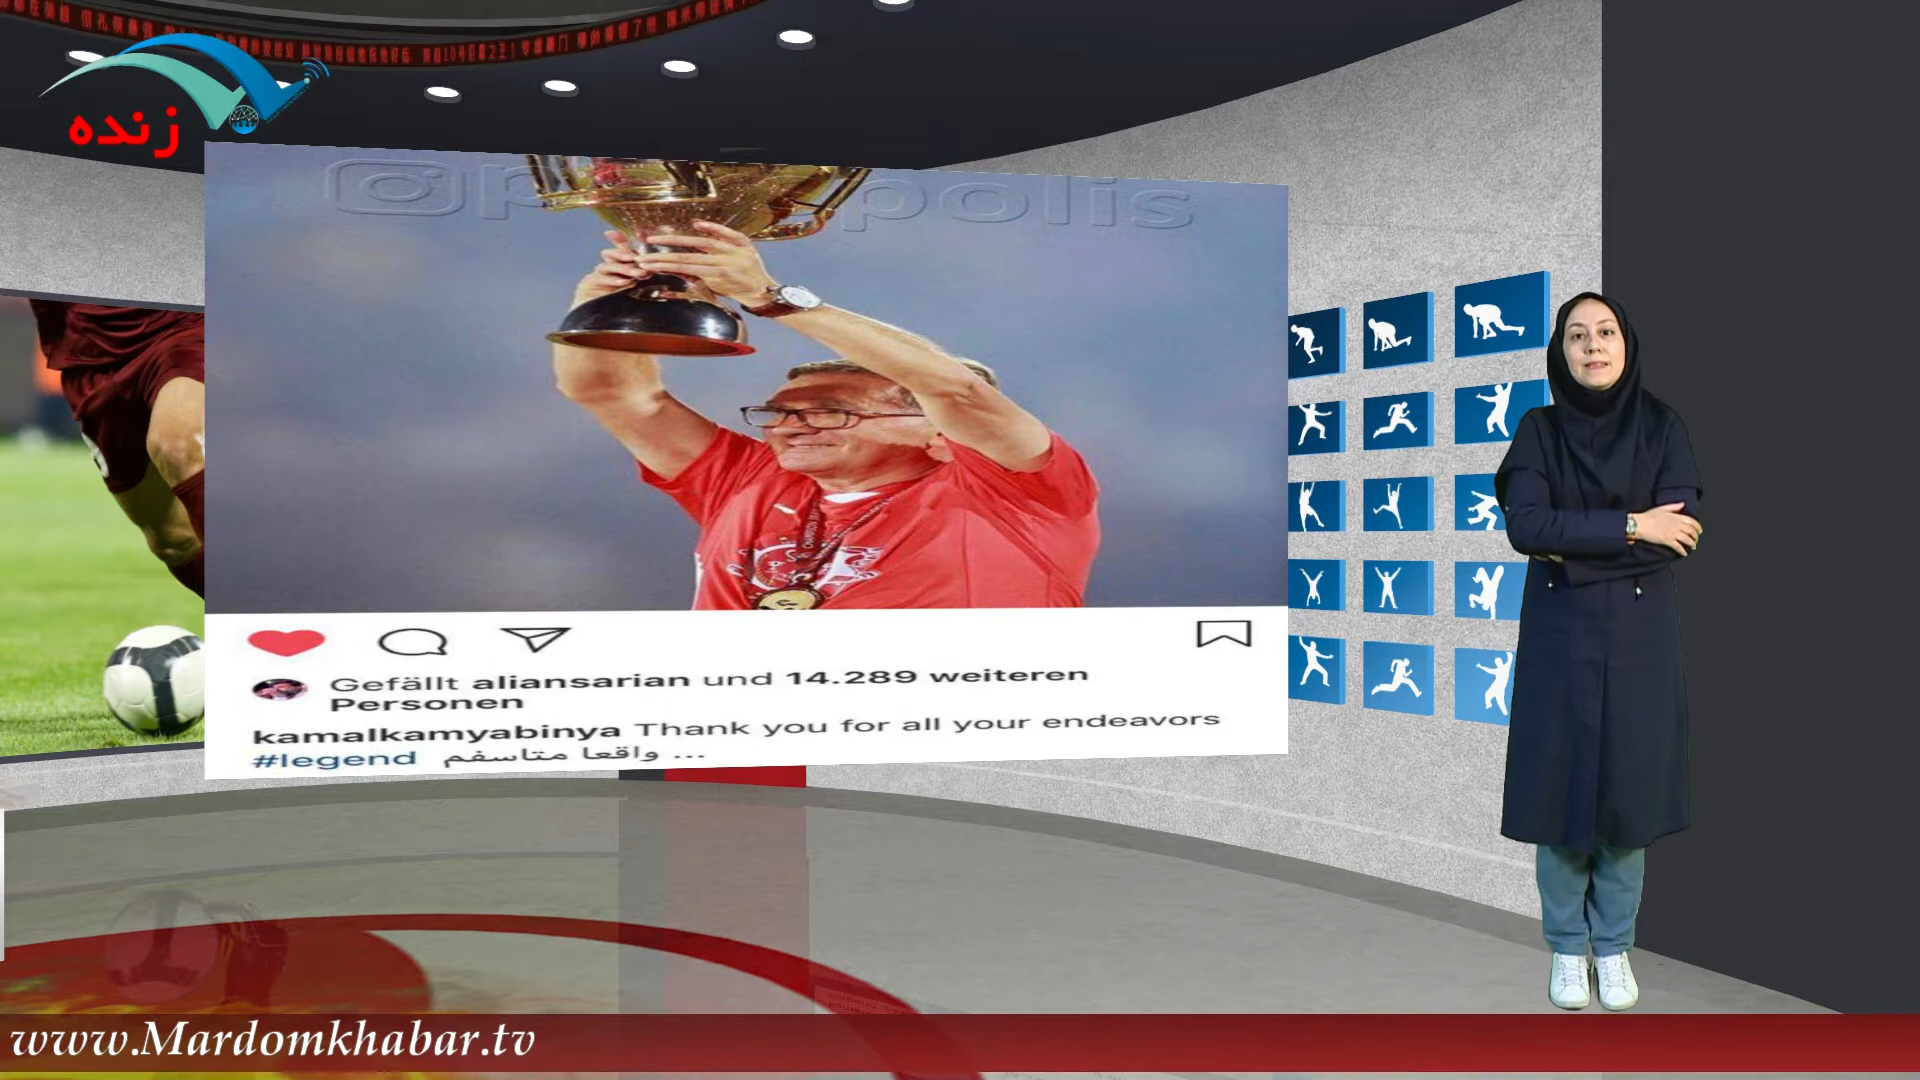 زنده
polis
Gefällt aliansarian und 14.289 weiteren
Personen
kamalkamyabinya Thank you for all your endeavors
#legend واقعا متاسفم ...
www.Mardomkhabar.tv